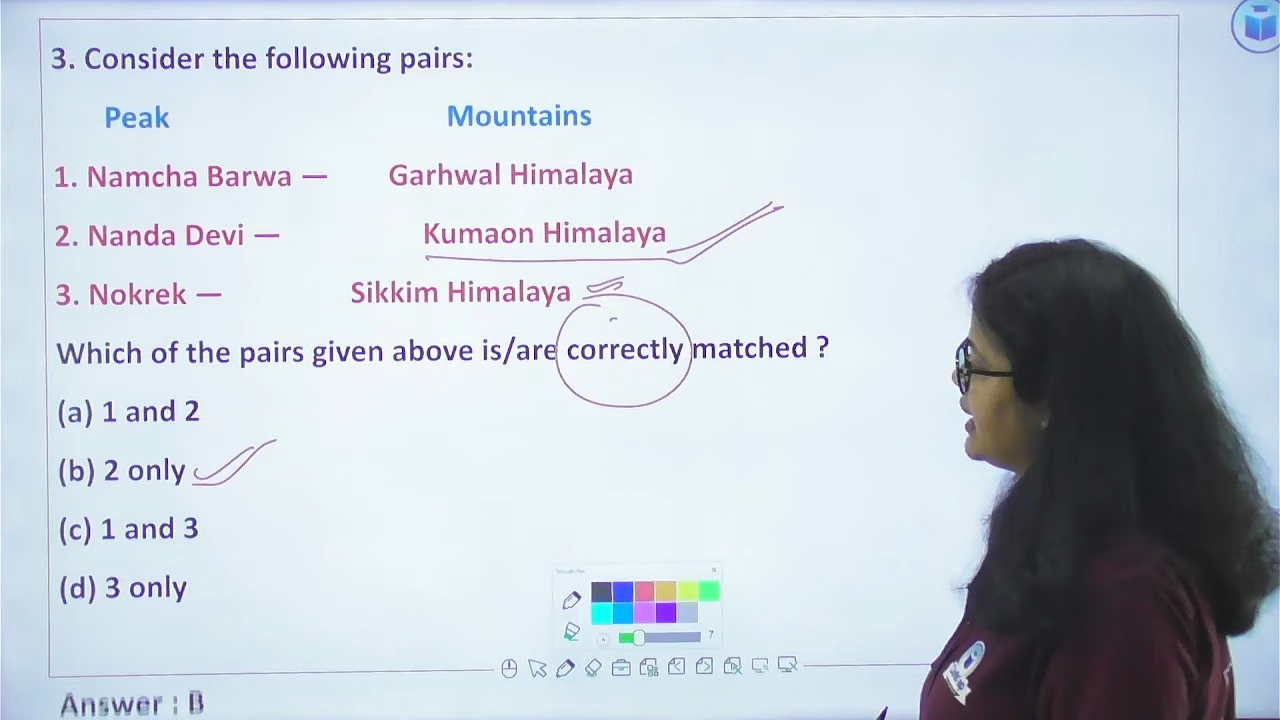 3. Consider the following pairs:
Peak Mountains
1. Namcha Barwa — Garhwal Himalaya
2. Nanda Devi — Kumaon Himalaya
3. Nokrek — Sikkim Himalaya
Which of the pairs given above is/are correctly matched ?
(a) 1 and 2
(b) 2 only
(c) 1 and 3
(d) 3 only
7
Answer : B